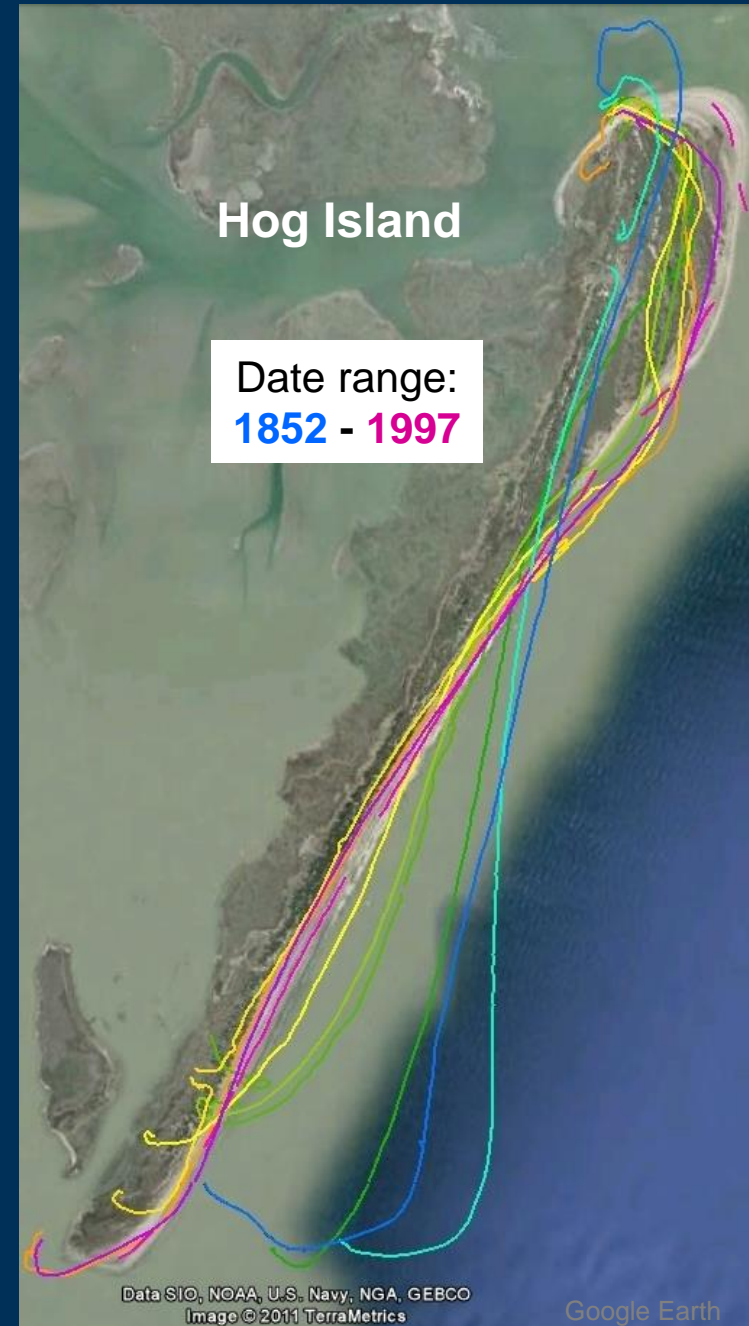 Hog Island
Date range:
1852 - 1997
Data SIO, NOAA, U.S. Navy, NGA, GEBCO
Image © 2011 TerraMetrics
Google Earth